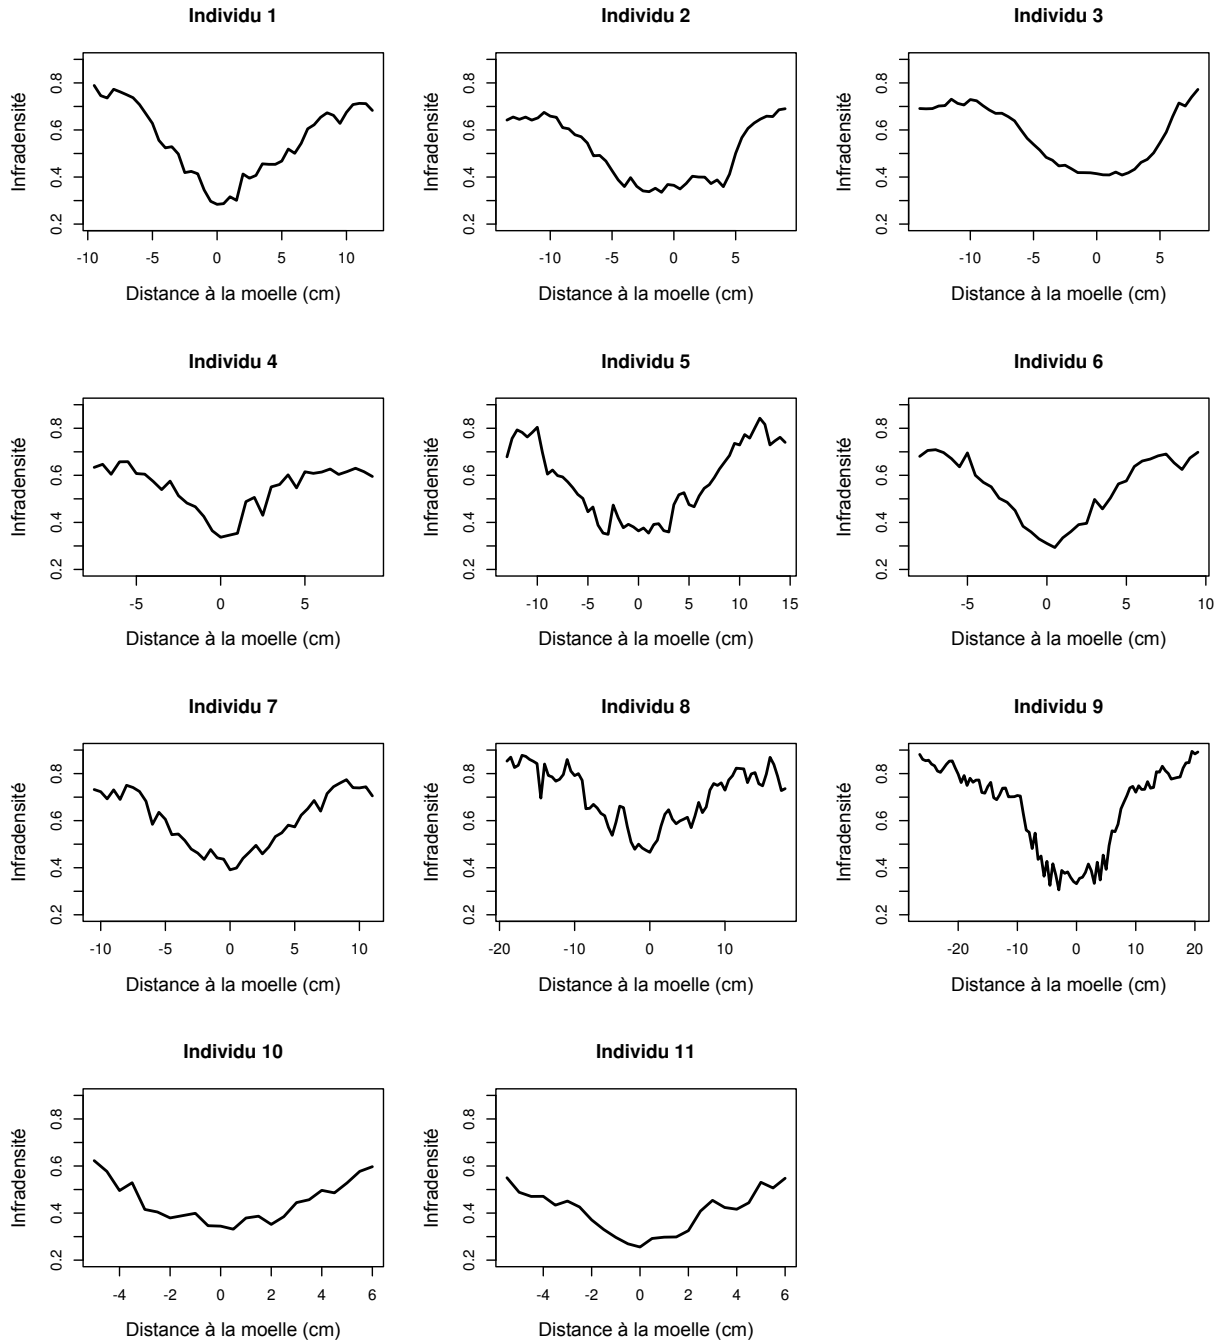 Individu 1
Infradensité
0.2 0.4 0.6 0.8
-10 -5 0 5 10
Distance à la moelle (cm)
Individu 2
Infradensité
0.2 0.4 0.6 0.8
-10 -5 0 5
Distance à la moelle (cm)
Individu 3
Infradensité
0.2 0.4 0.6 0.8
-10 -5 0 5
Distance à la moelle (cm)
Individu 4
Infradensité
0.2 0.4 0.6 0.8
-5 0 5
Distance à la moelle (cm)
Individu 5
Infradensité
0.2 0.4 0.6 0.8
-10 -5 0 5 10 15
Distance à la moelle (cm)
Individu 6
Infradensité
0.2 0.4 0.6 0.8
-5 0 5 10
Distance à la moelle (cm)
Individu 7
Infradensité
0.2 0.4 0.6 0.8
-10 -5 0 5 10
Distance à la moelle (cm)
Individu 8
Infradensité
0.2 0.4 0.6 0.8
-20 -10 0 10
Distance à la moelle (cm)
Individu 9
Infradensité
0.2 0.4 0.6 0.8
-20 -10 0 10 20
Distance à la moelle (cm)
Individu 10
Infradensité
0.2 0.4 0.6 0.8
-4 -2 0 2 4 6
Distance à la moelle (cm)
Individu 11
Infradensité
0.2 0.4 0.6 0.8
-4 -2 0 2 4 6
Distance à la moelle (cm)